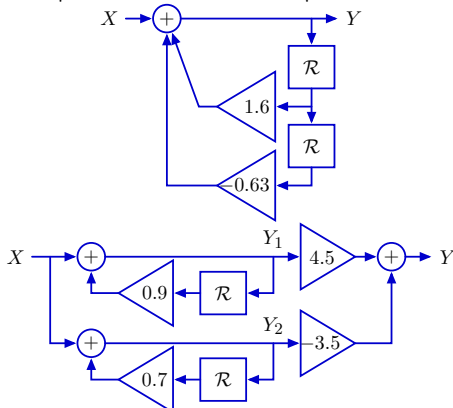 X + Y
R
1.6
R
−0.63
X + Y1 4.5 + Y
0.9 R
+ Y2 −3.5
0.7 R